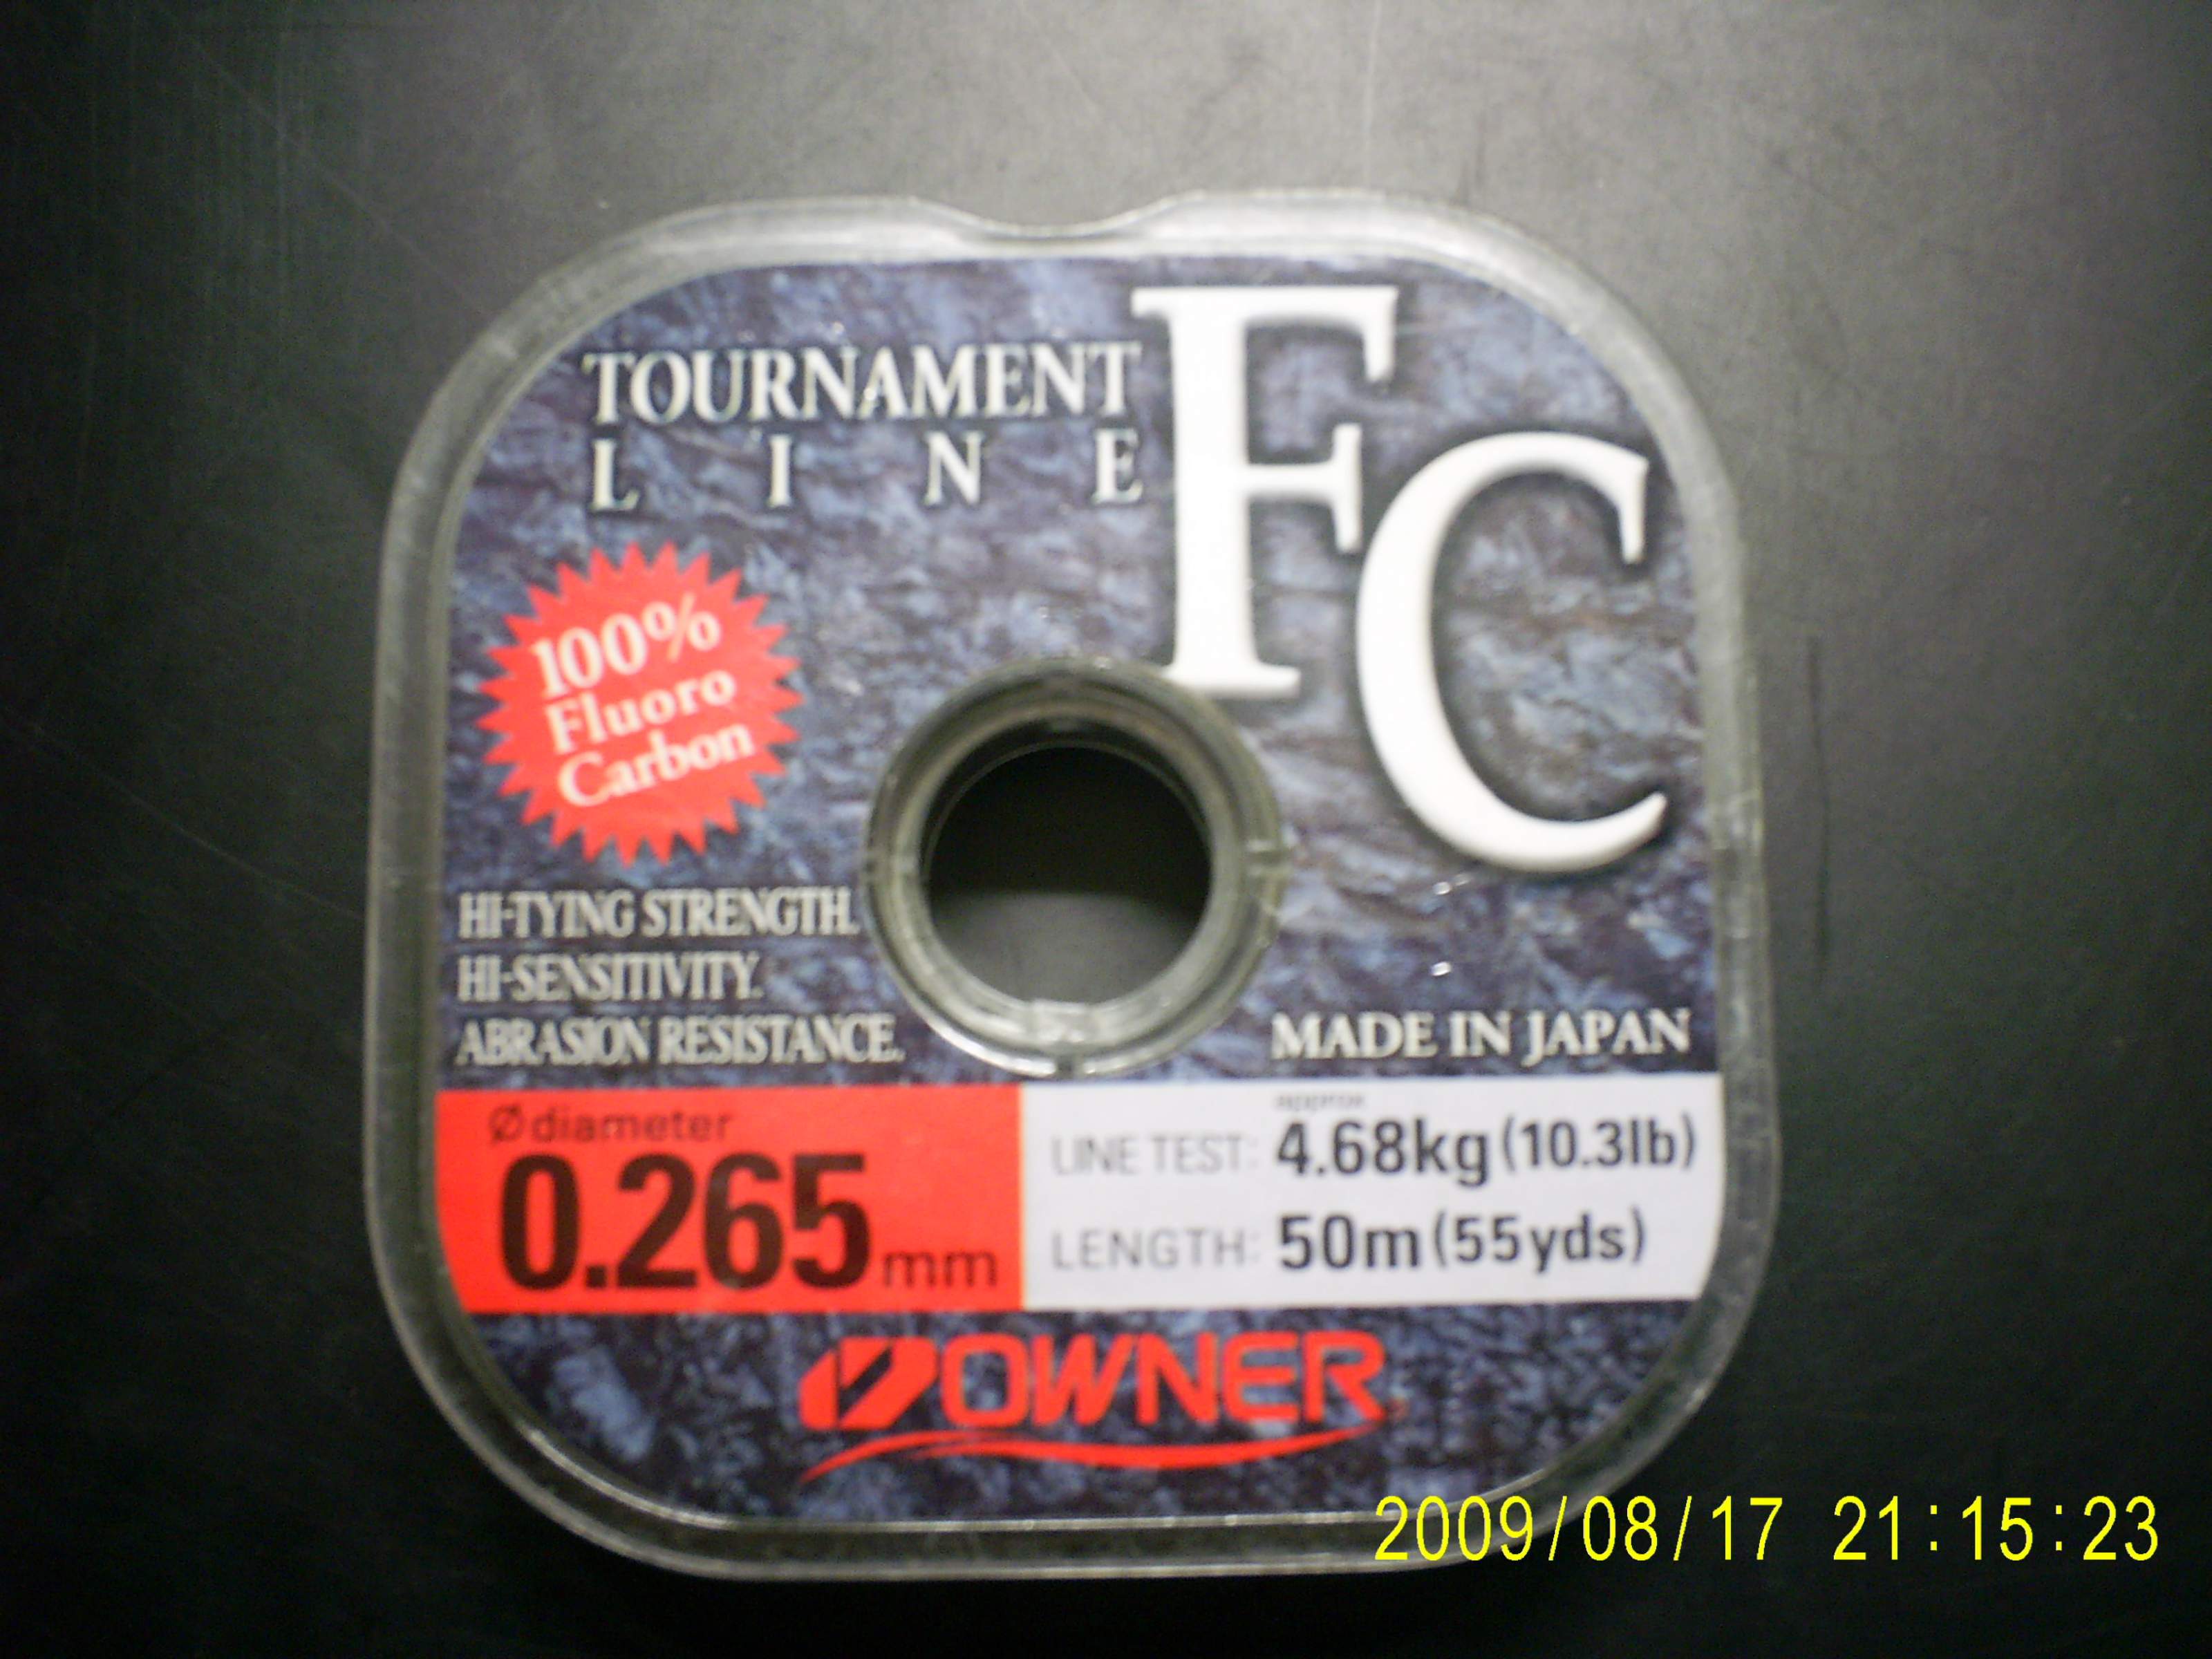 TOURNAMENT
LINE
FC
100%
Fluoro
Carbon
HI-TYING STRENGTH.
HI-SENSITIVITY.
ABRASION RESISTANCE.
MADE IN JAPAN
Ø diameter
0.265mm
approx
LINE TEST: 4.68kg (10.3lb)
LENGTH: 50m (55yds)
OWNER
2009/08/17 21:15:23